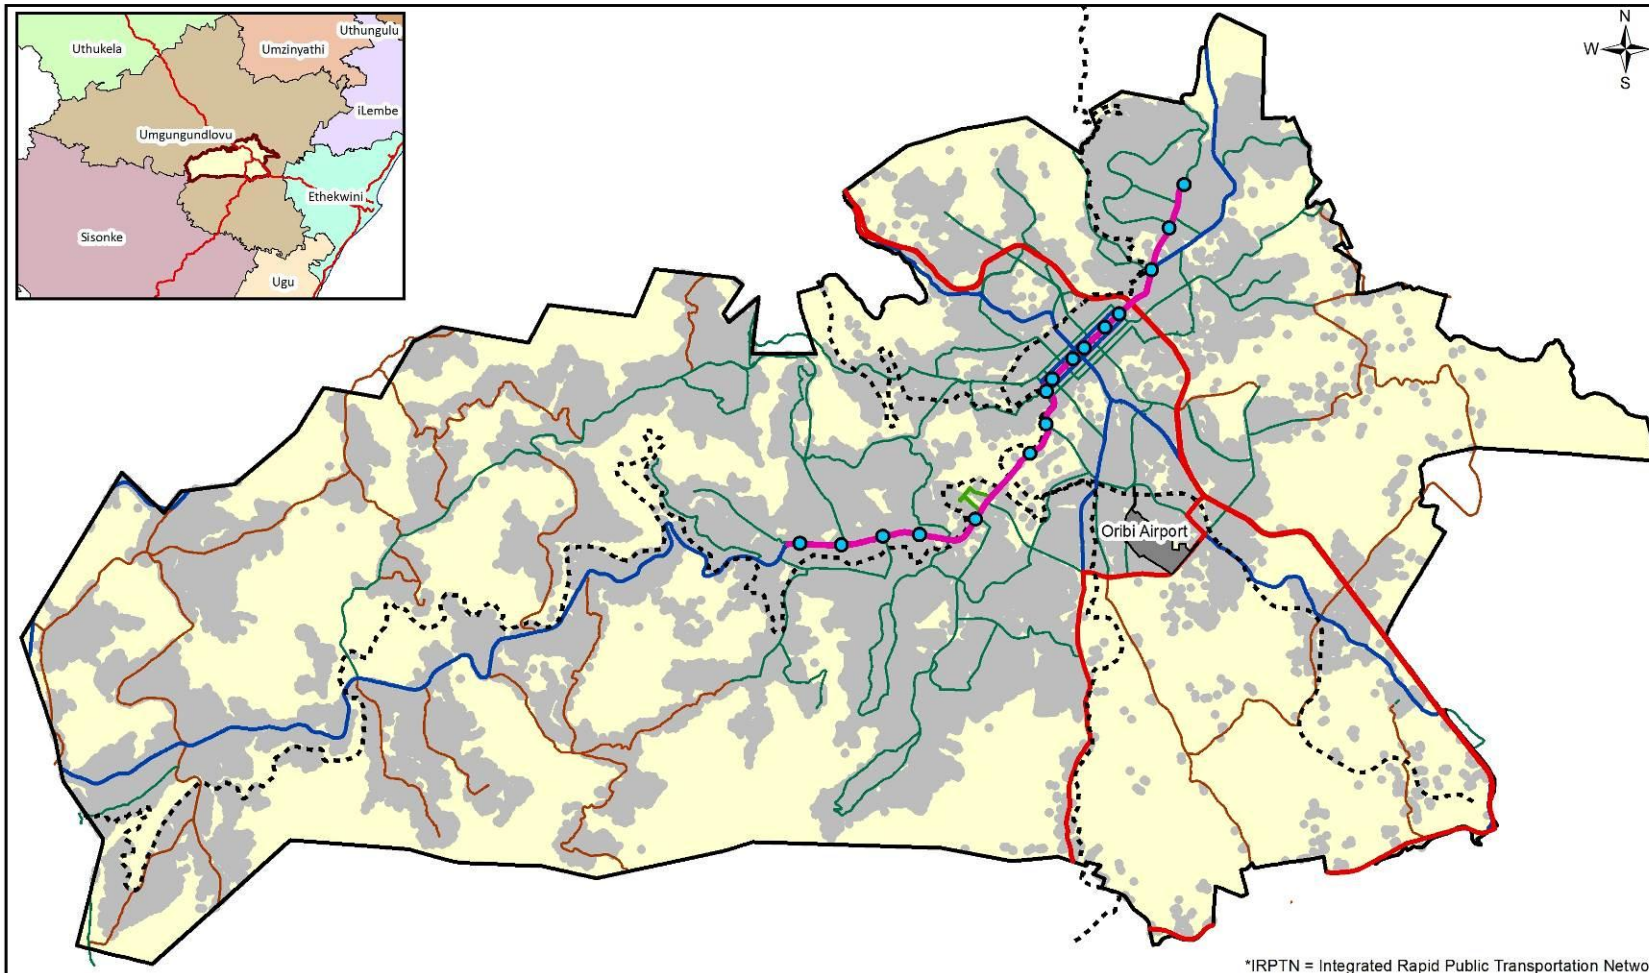 Uthungulu
Uthukela
Umzinyathi
iLembe
Umgungundlovu
Ethekwini
Sisonke
Ugu
N
W
S
Oribi Airport
*IRPTN = Integrated Rapid Public Transportation Netwo